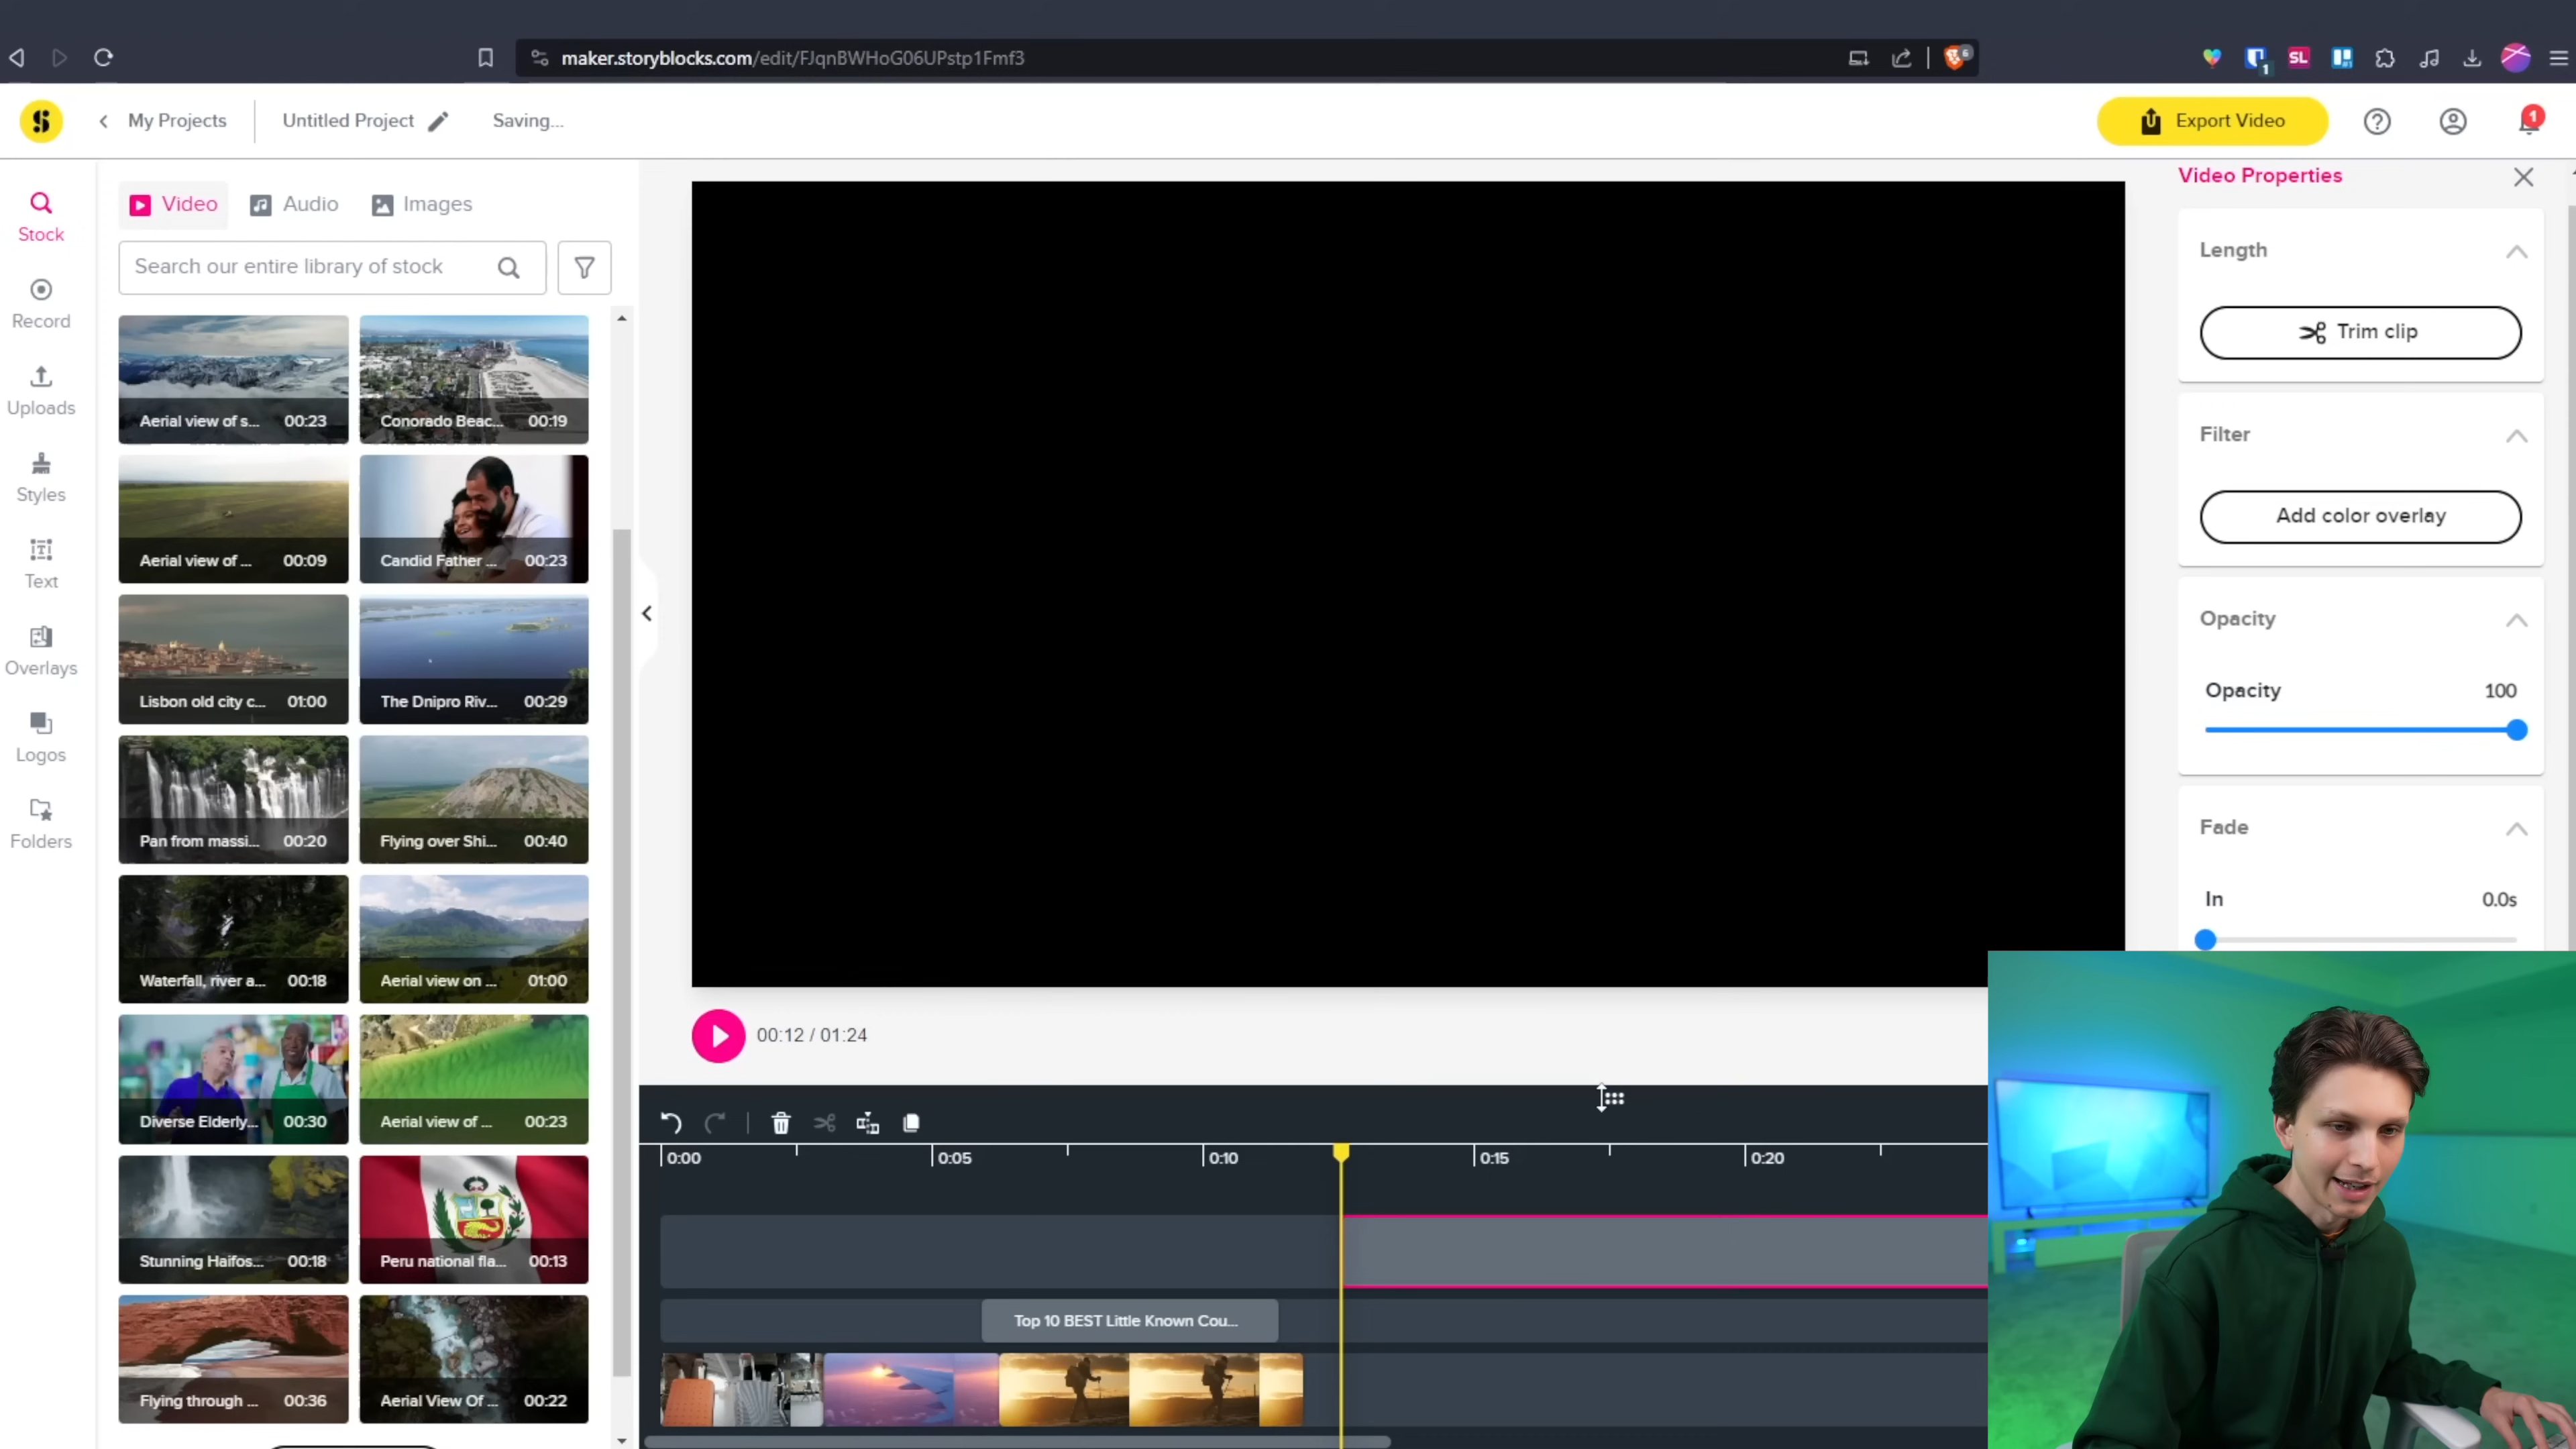 maker.storyblocks.com/edit/FJqnBWHoG06UPstp1Fmf3
6
1
SL
My Projects
Untitled Project
Saving...
Export Video
1
Stock
Record
Uploads
Styles
Text
Overlays
Logos
Folders
Video
Audio
Images
Search our entire library of stock
Aerial view of s... 00:23
Conorado Beac... 00:19
Aerial view of ... 00:09
Candid Father ... 00:23
Lisbon old city c... 01:00
The Dnipro Riv... 00:29
Pan from massi... 00:20
Flying over Shi... 00:40
Waterfall, river a... 00:18
Aerial view on ... 01:00
Diverse Elderly... 00:30
Aerial view of ... 00:23
Stunning Haifos... 00:18
Peru national fla... 00:13
Flying through ... 00:36
Aerial View Of ... 00:22
Video Properties
Length
Trim clip
Filter
Add color overlay
Opacity
Opacity 100
Fade
In 0.0s
00:12 / 01:24
0:00 0:05 0:10 0:15 0:20
Top 10 BEST Little Known Cou...